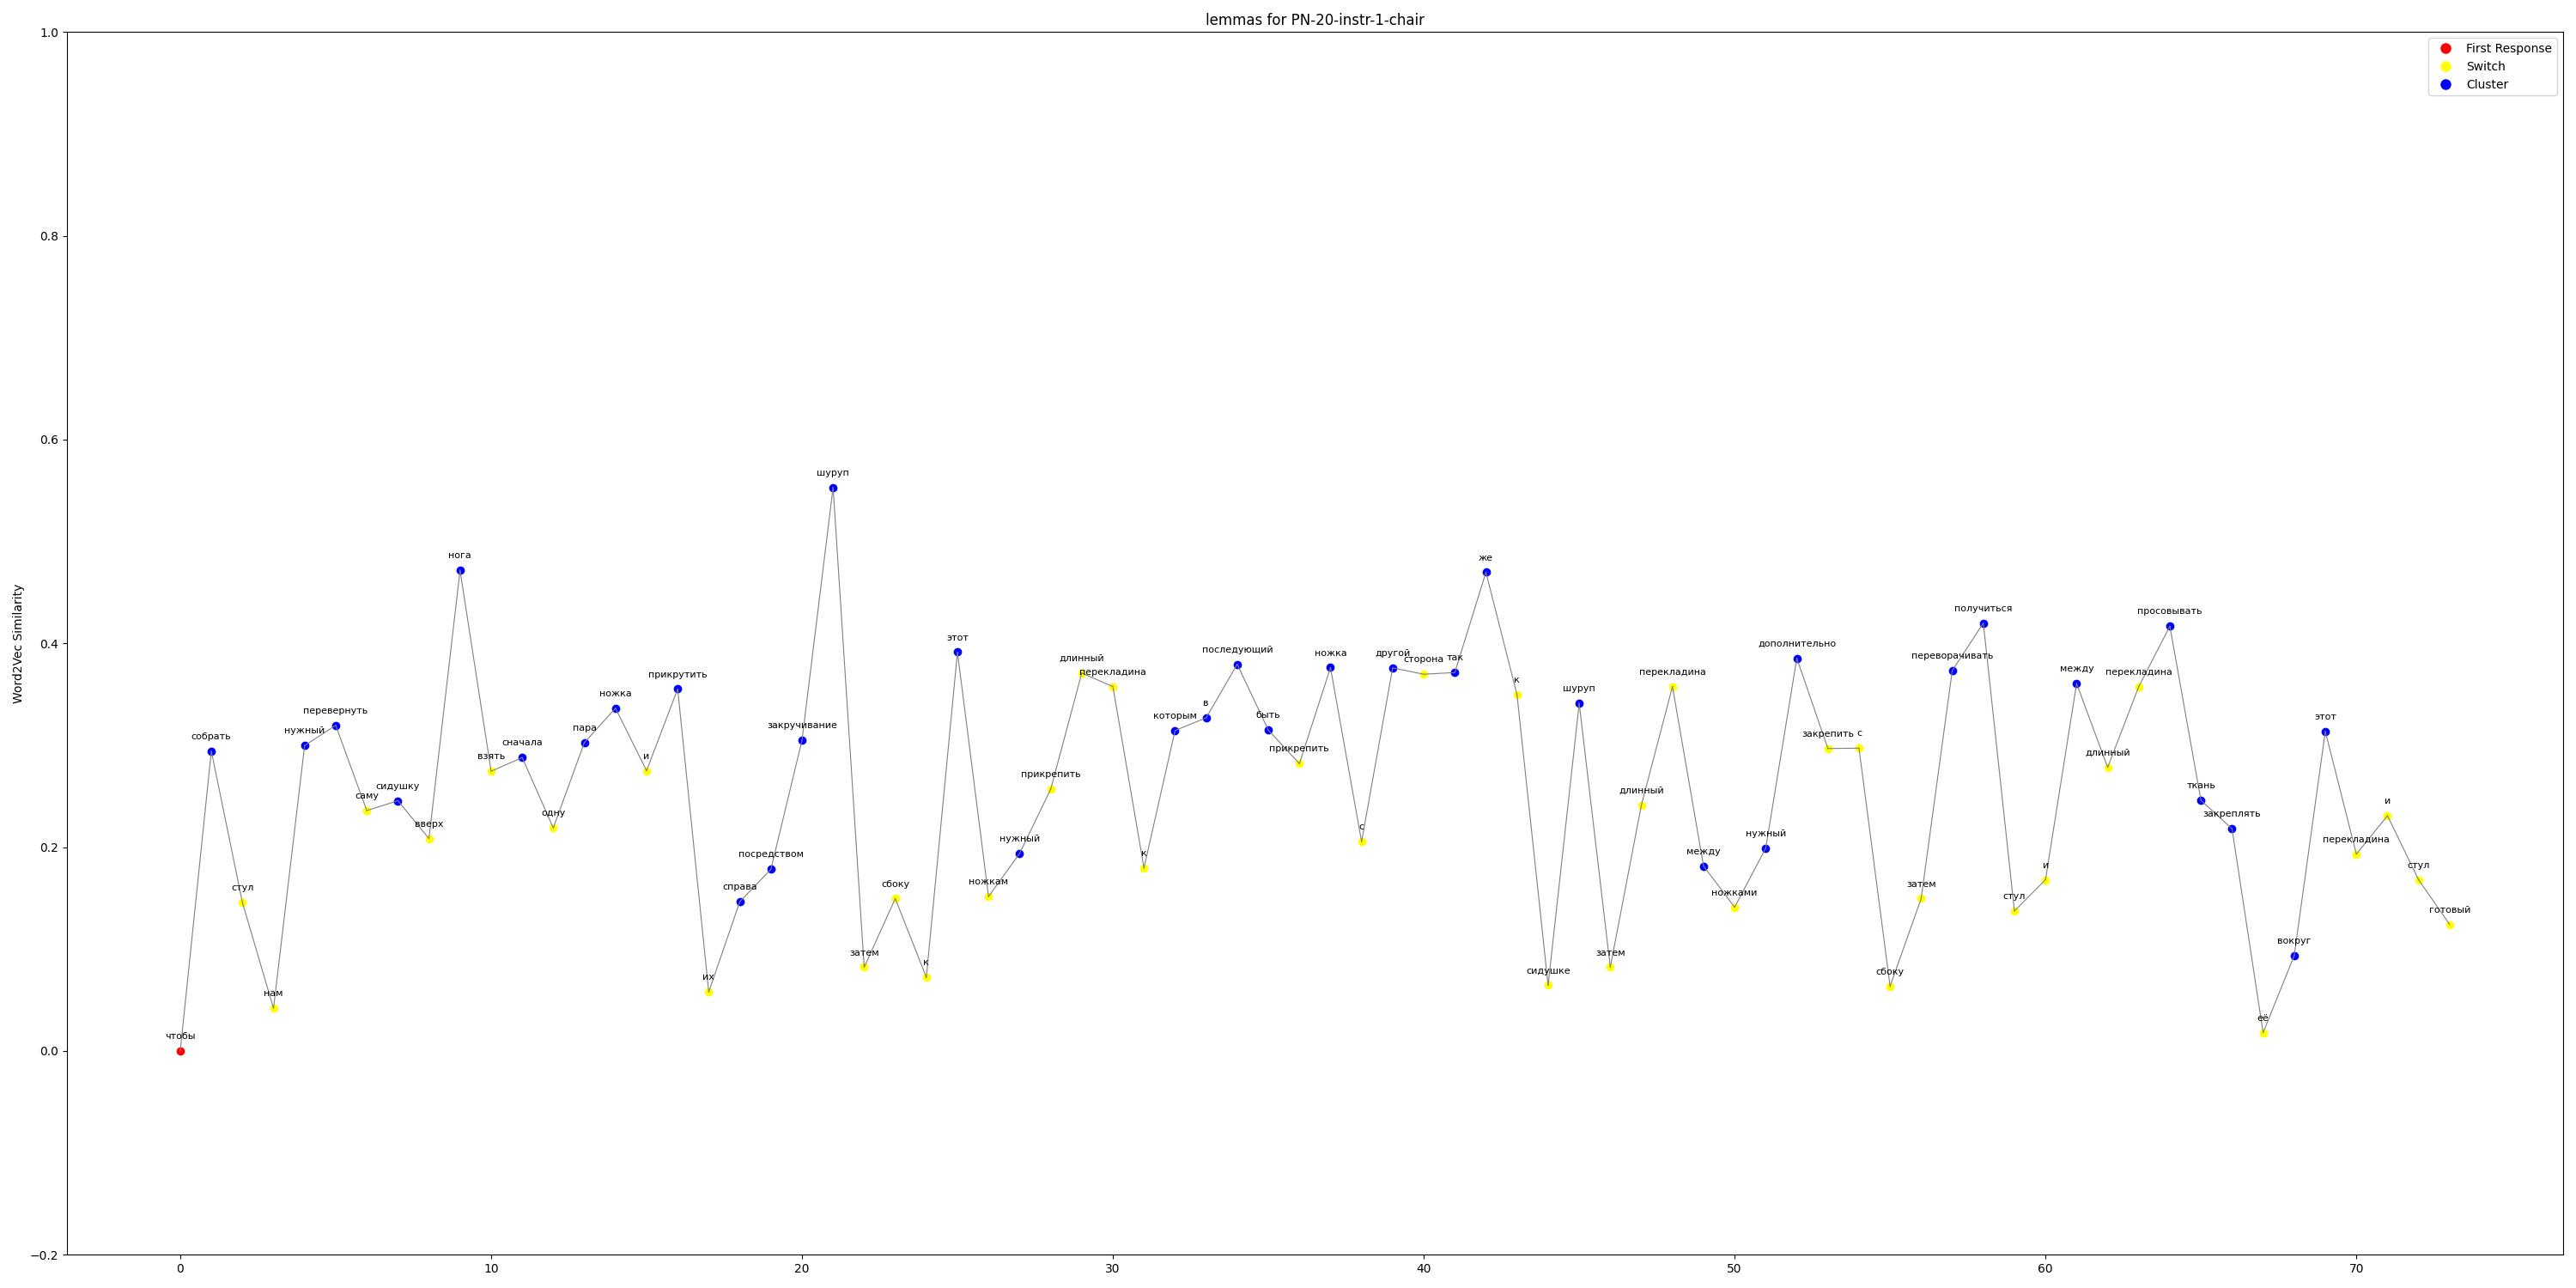 lemmas for PN-20-instr-1-chair
First Response
Switch
Cluster
Word2Vec Similarity
1.0
0.8
0.6
0.4
0.2
0.0
−0.2
чтобы
собрать
стул
нам
нужный
перевернуть
саму
сидушку
вверх
нога
взять
сначала
одну
пара
ножка
и
прикрутить
их
справа
посредством
закручивание
шуруп
затем
сбоку
к
этот
ножкам
нужный
прикрепить
длинный
перекладина
к
которым
в
последующий
быть
прикрепить
ножка
с
другой
сторона
так
же
к
сидушке
шуруп
затем
длинный
перекладина
между
ножками
нужный
дополнительно
закрепить
с
сбоку
затем
переворачивать
получиться
стул
и
между
длинный
перекладина
просовывать
ткань
закреплять
её
вокруг
этот
перекладина
и
стул
готовый
0 10 20 30 40 50 60 70